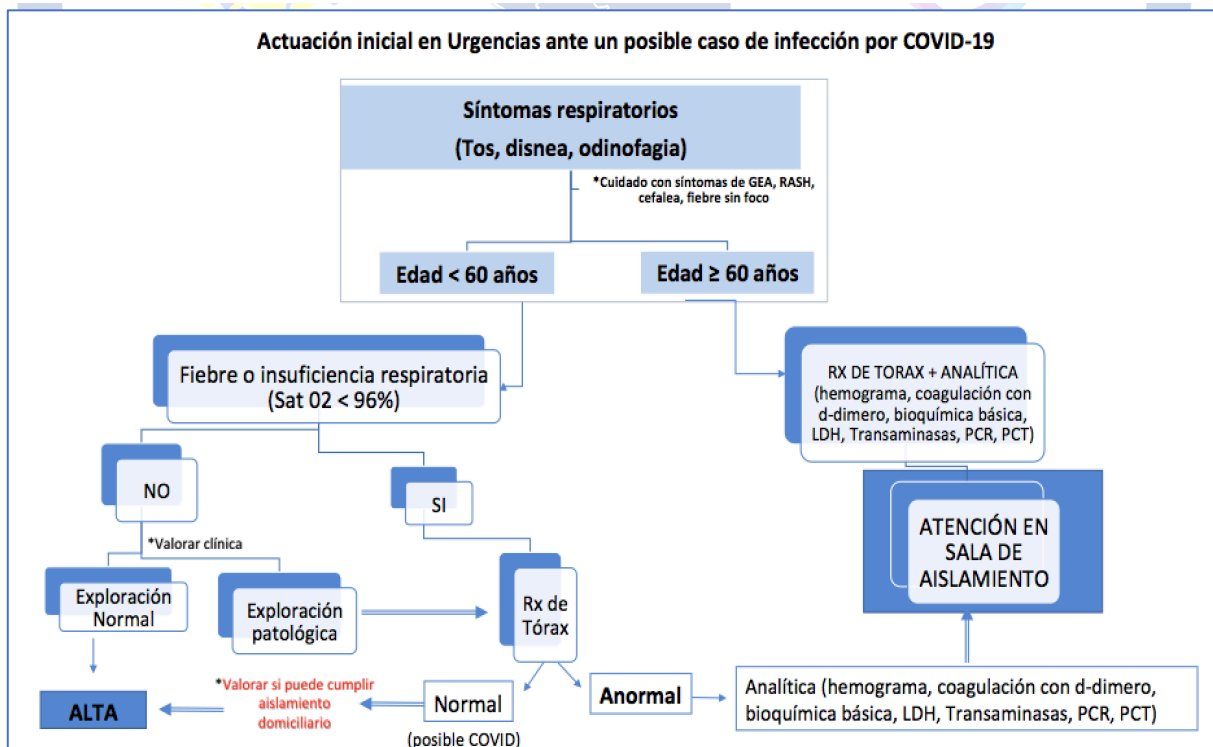 Actuación inicial en Urgencias ante un posible caso de infección por COVID-19
Síntomas respiratorios
(Tos, disnea, odinofagia)
*Cuidado con síntomas de GEA, RASH,
cefalea, fiebre sin foco
Edad < 60 años
Edad ≥ 60 años
Fiebre o insuficiencia respiratoria
(Sat 02 < 96%)
RX DE TORAX + ANALÍTICA
(hemograma, coagulación con
d-dimero, bioquímica básica,
LDH, Transaminasas, PCR, PCT)
NO
SI
*Valorar clínica
ATENCIÓN EN
SALA DE
AISLAMIENTO
Exploración
Normal
Exploración
patológica
Rx de
Tórax
ALTA
*Valorar si puede cumplir
aislamiento
domiciliario
Normal
(posible COVID)
Anormal
Analítica (hemograma, coagulación con d-dimero,
bioquímica básica, LDH, Transaminasas, PCR, PCT)